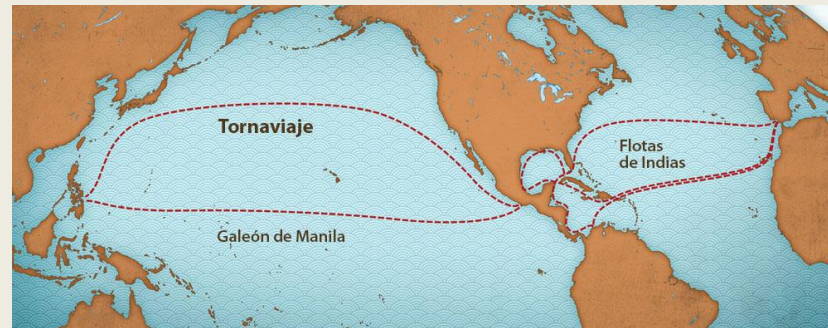 Tornaviaje
Flotas
de Indias
Galeón de Manila